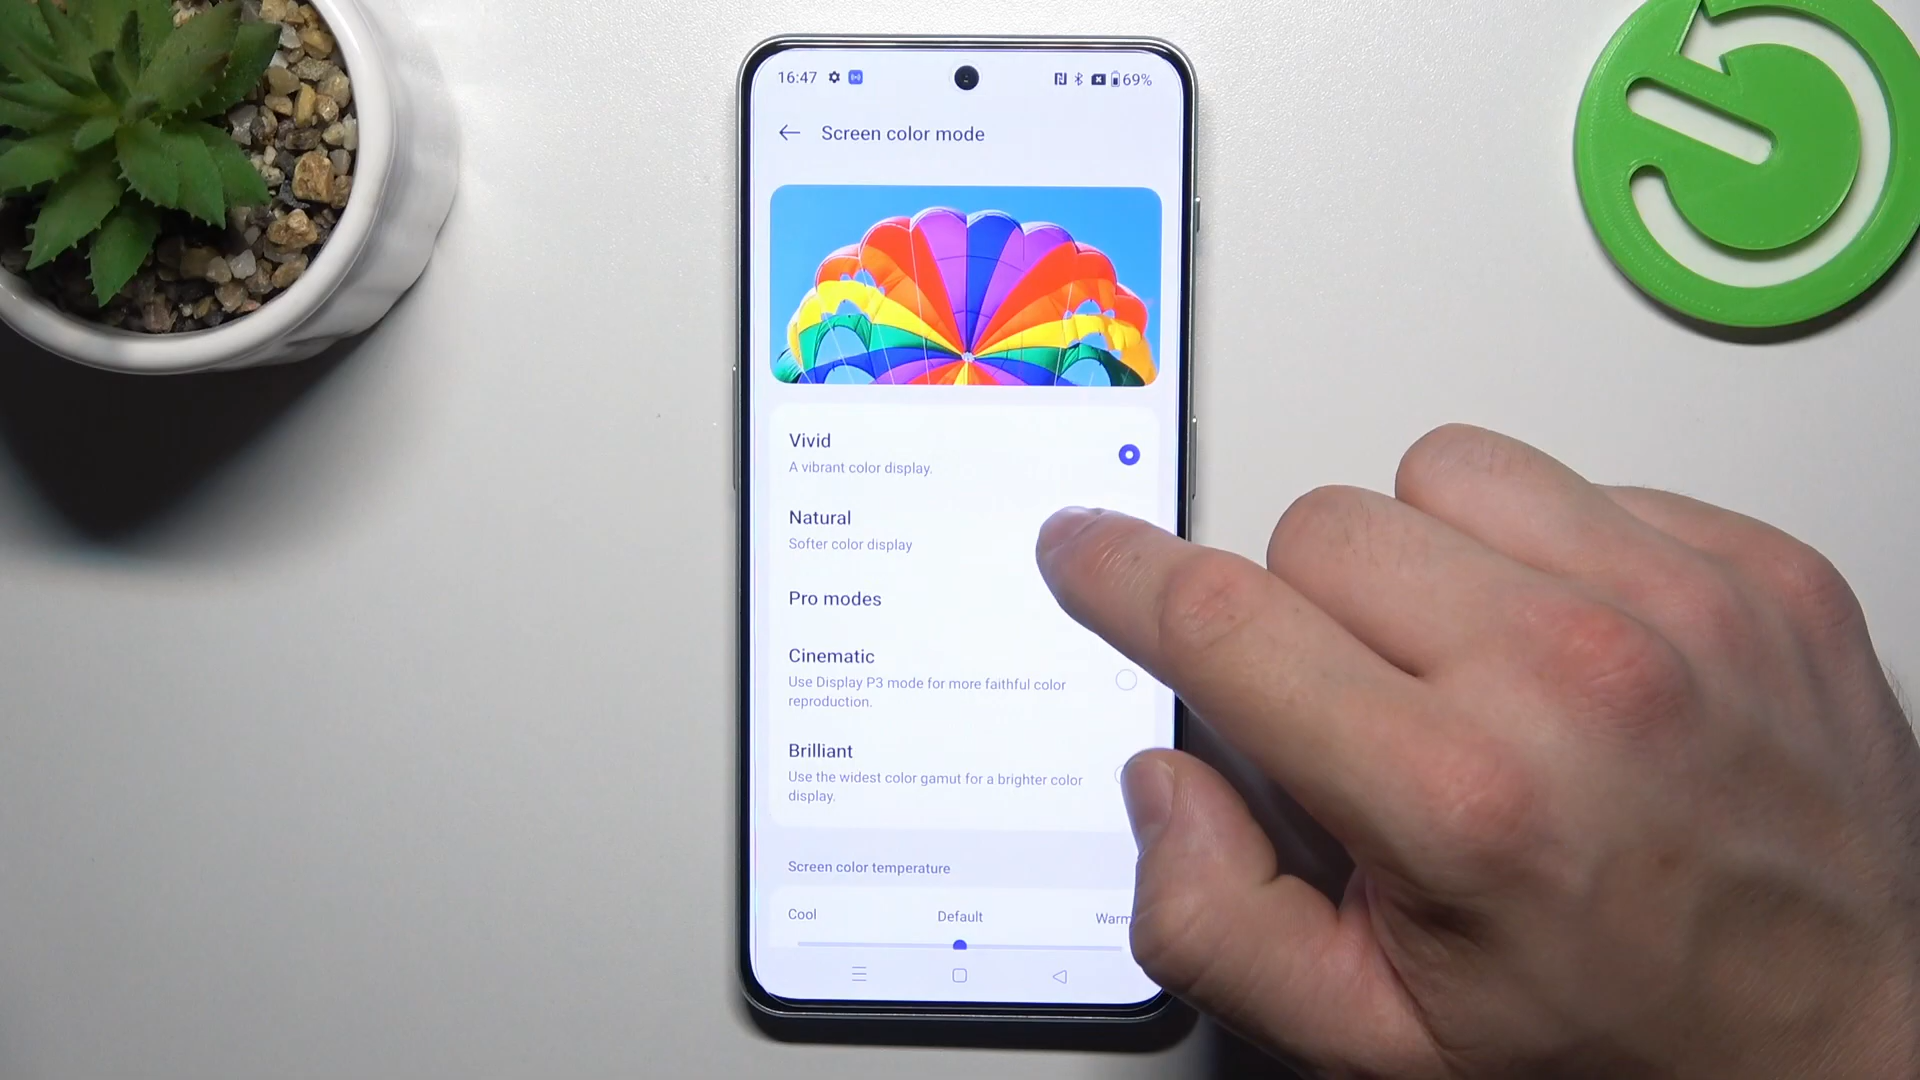 16:47 69%
Screen color mode
Vivid
A vibrant color display.
Natural
Softer color display
Pro modes
Cinematic
Use Display P3 mode for more faithful color
reproduction.
Brilliant
Use the widest color gamut for a brighter color
display.
Screen color temperature
Cool Default Warm